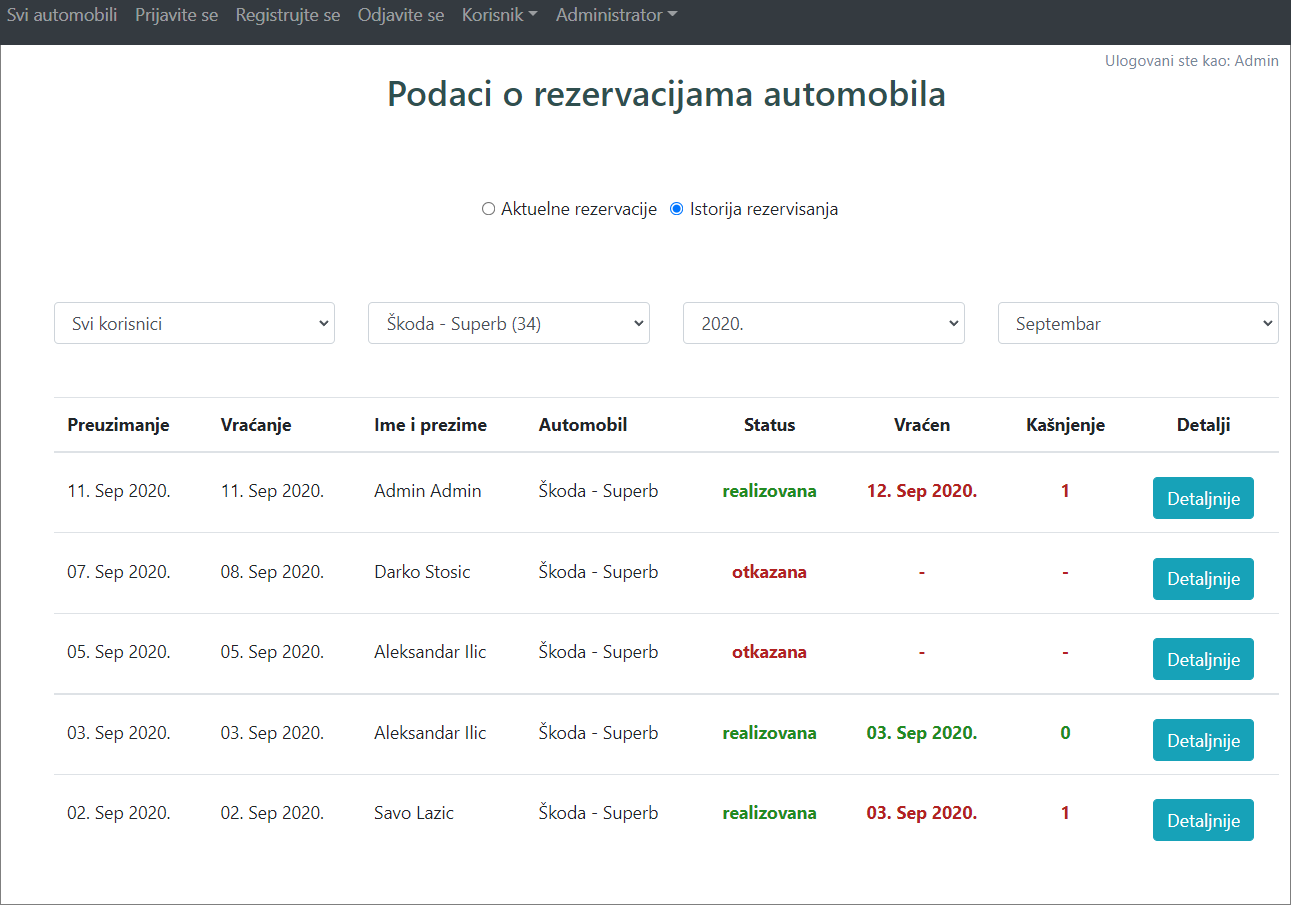 Svi automobili Prijavite se Registrujte se Odjavite se Korisnik Administrator
Ulogovani ste kao: Admin
Podaci o rezervacijama automobila
Aktuelne rezervacije Istorija rezervisanja
Svi korisnici Škoda - Superb (34) 2020. Septembar
Preuzimanje Vraćanje Ime i prezime Automobil Status Vraćen Kašnjenje Detalji
11. Sep 2020. 11. Sep 2020. Admin Admin Škoda - Superb realizovana 12. Sep 2020. 1 Detaljnije
07. Sep 2020. 08. Sep 2020. Darko Stosic Škoda - Superb otkazana - - Detaljnije
05. Sep 2020. 05. Sep 2020. Aleksandar Ilic Škoda - Superb otkazana - - Detaljnije
03. Sep 2020. 03. Sep 2020. Aleksandar Ilic Škoda - Superb realizovana 03. Sep 2020. 0 Detaljnije
02. Sep 2020. 02. Sep 2020. Savo Lazic Škoda - Superb realizovana 03. Sep 2020. 1 Detaljnije